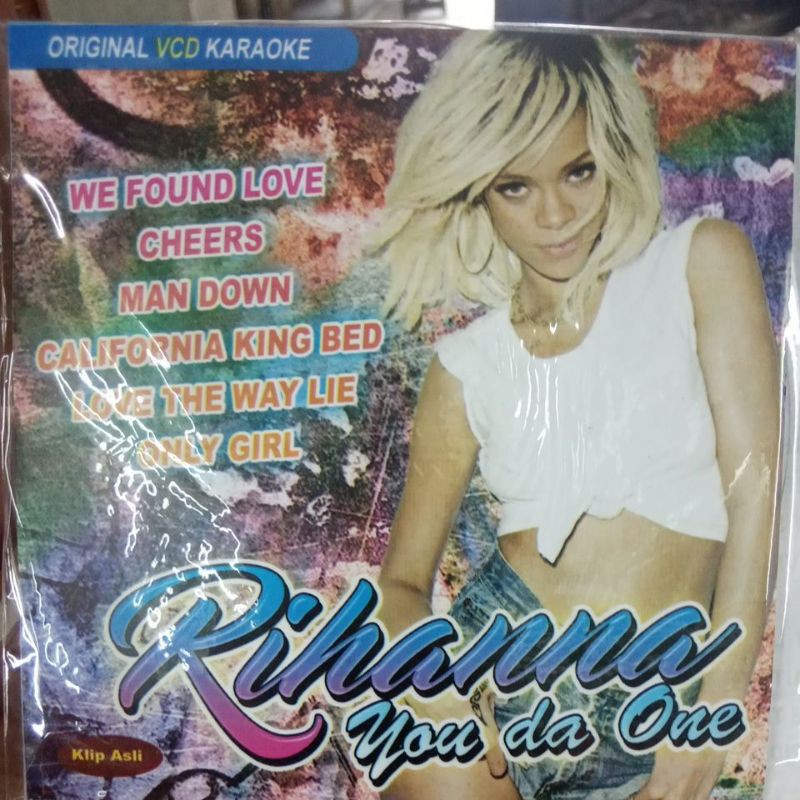 ORIGINAL VCD KARAOKE
WE FOUND LOVE
CHEERS
MAN DOWN
CALIFORNIA KING BED
LOVE THE WAY LIE
ONLY GIRL
Rihanna
You da One
Klip Asli